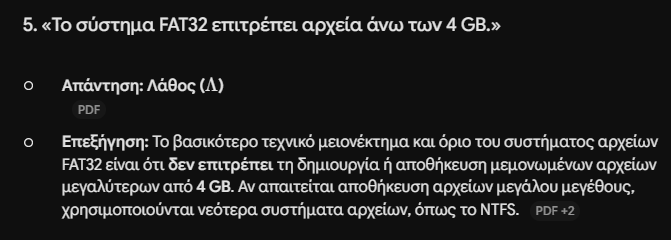 5. «Το σύστημα FAT32 επιτρέπει αρχεία άνω των 4 GB.»
Απάντηση: Λάθος (Λ)
PDF
Επεξήγηση: Το βασικότερο τεχνικό μειονέκτημα και όριο του συστήματος αρχείων
FAT32 είναι ότι δεν επιτρέπει τη δημιουργία ή αποθήκευση μεμονωμένων αρχείων
μεγαλύτερων από 4 GB. Αν απαιτείται αποθήκευση αρχείων μεγάλου μεγέθους,
χρησιμοποιούνται νεότερα συστήματα αρχείων, όπως το NTFS. PDF +2